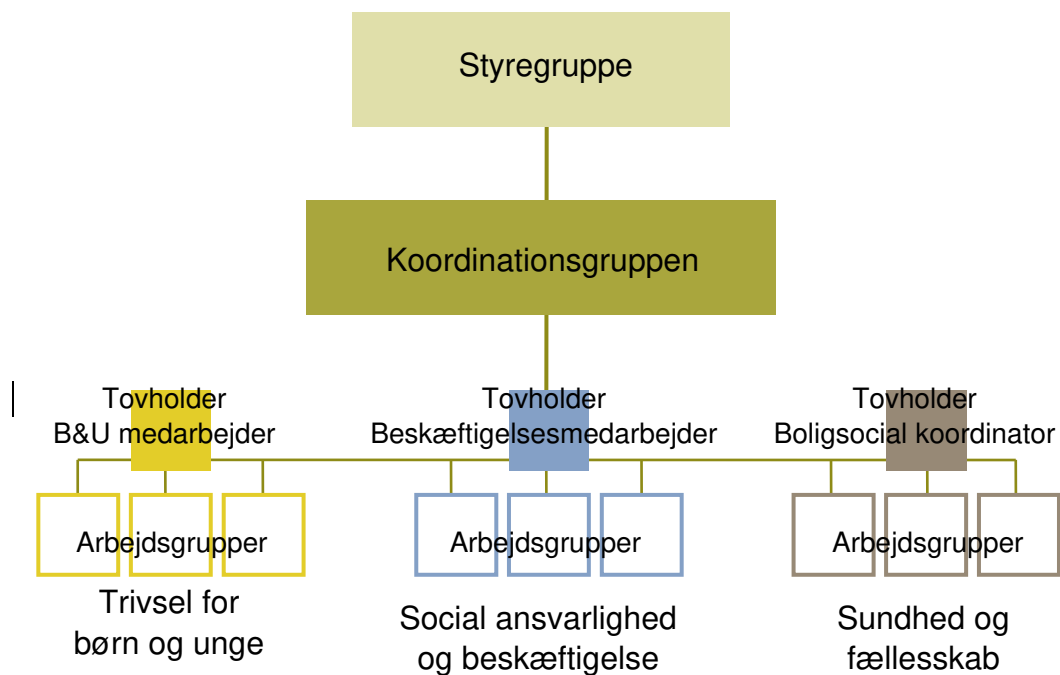 Styregruppe
Koordinationsgruppen
Tovholder
B&U medarbejder
Tovholder
Beskæftigelsesmedarbejder
Tovholder
Boligsocial koordinator
Arbejdsgrupper
Arbejdsgrupper
Arbejdsgrupper
Trivsel for
børn og unge
Social ansvarlighed
og beskæftigelse
Sundhed og
fællesskab